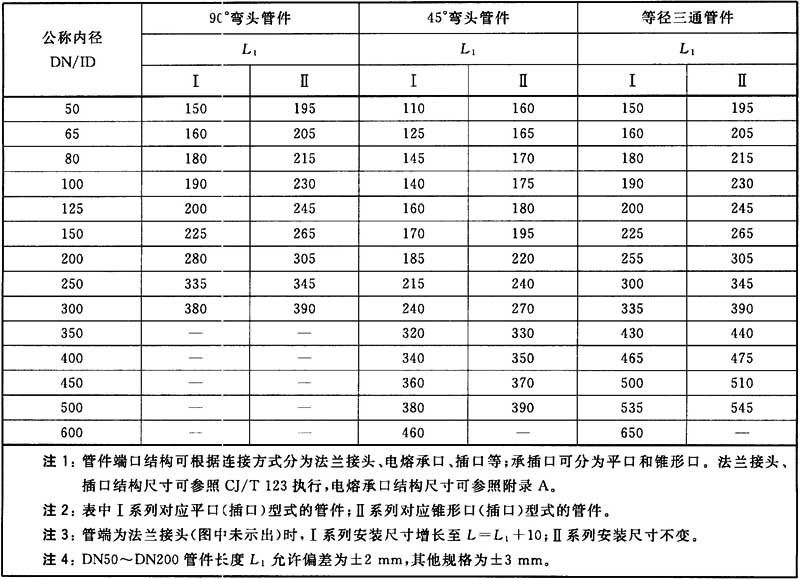 公称内径 DN/ID 90°弯头管件 45°弯头管件 等径三通管件
L₁ L₁ L₁
Ⅰ Ⅱ Ⅰ Ⅱ Ⅰ Ⅱ
50 150 195 110 160 150 195
65 160 205 125 165 160 205
80 180 215 145 170 180 215
100 190 230 140 175 190 230
125 200 245 160 180 200 245
150 225 265 170 195 225 265
200 280 305 185 220 255 305
250 335 345 215 240 300 345
300 380 390 240 270 335 390
350 — — 320 330 430 440
400 — — 340 350 465 475
450 — — 360 370 500 510
500 — — 380 390 535 545
600 — — 460 — 650 —
注 1：管件端口结构可根据连接方式分为法兰接头、电熔承口、插口等；承插口可分为平口和锥形口。法兰接头、
插口结构尺寸可参照 CJ/T 123 执行，电熔承口结构尺寸可参照附录 A。
注 2：表中Ⅰ系列对应平口（插口）型式的管件；Ⅱ系列对应锥形口（插口）型式的管件。
注 3：管端为法兰接头（图中未示出）时，Ⅰ系列安装尺寸增长至 L=L₁+10；Ⅱ系列安装尺寸不变。
注 4：DN50～DN200 管件长度 L₁ 允许偏差为±2 mm，其他规格为±3 mm。